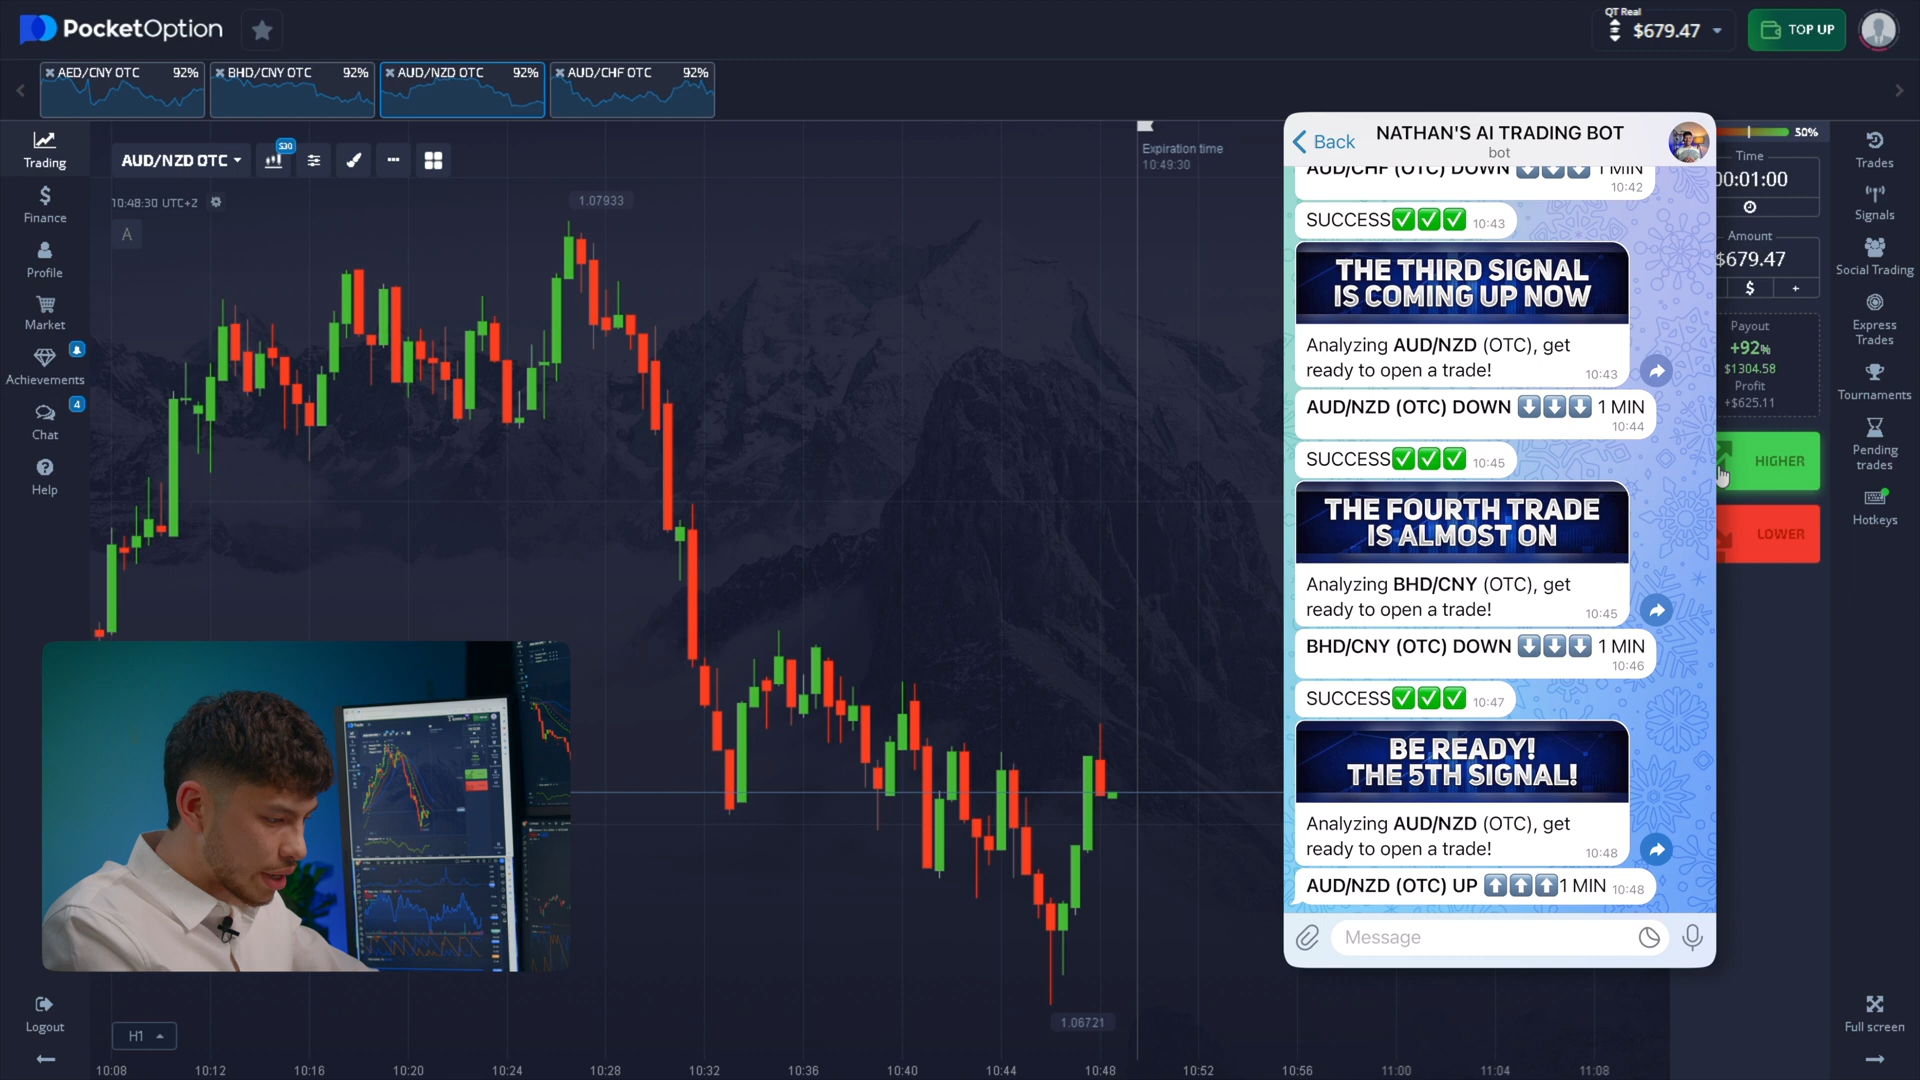 PocketOption
QT Real
$679.47
TOP UP
AED/CNY OTC 92%
BHD/CNY OTC 92%
AUD/NZD OTC 92%
AUD/CHF OTC 92%
Trading
Finance
Profile
Market
Achievements
4
Chat
Help
Logout
AUD/NZD OTC
S30
10:48:30 UTC+2
A
1.07933
Expiration time
10:49:30
1.06721
H1
10:08
10:12
10:16
10:20
10:24
10:28
10:32
10:36
10:40
10:44
10:48
10:52
10:56
11:00
11:04
11:08
Back
NATHAN'S AI TRADING BOT
bot
AUD/CHF (OTC) DOWN ⬇️⬇️⬇️ 1 MIN
10:42
SUCCESS✅✅✅ 10:43
THE THIRD SIGNAL
IS COMING UP NOW
Analyzing AUD/NZD (OTC), get
ready to open a trade! 10:43
AUD/NZD (OTC) DOWN ⬇️⬇️⬇️ 1 MIN
10:44
SUCCESS✅✅✅ 10:45
THE FOURTH TRADE
IS ALMOST ON
Analyzing BHD/CNY (OTC), get
ready to open a trade! 10:45
BHD/CNY (OTC) DOWN ⬇️⬇️⬇️ 1 MIN
10:46
SUCCESS✅✅✅ 10:47
BE READY!
THE 5TH SIGNAL!
Analyzing AUD/NZD (OTC), get
ready to open a trade! 10:48
AUD/NZD (OTC) UP ⬆️⬆️⬆️1 MIN 10:48
Message
50%
Time
00:01:00
Amount
$679.47
$ +
Payout
+92%
$1304.58
Profit
+$625.11
HIGHER
LOWER
Trades
Signals
Social Trading
Express
Trades
Tournaments
Pending
trades
Hotkeys
Full screen